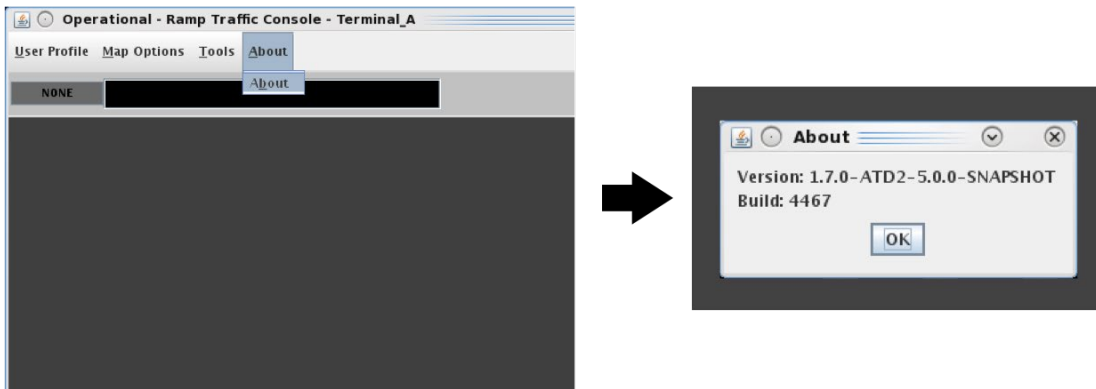 Operational - Ramp Traffic Console - Terminal_A
User Profile Map Options Tools About
About
NONE
About
Version: 1.7.0-ATD2-5.0.0-SNAPSHOT
Build: 4467
OK